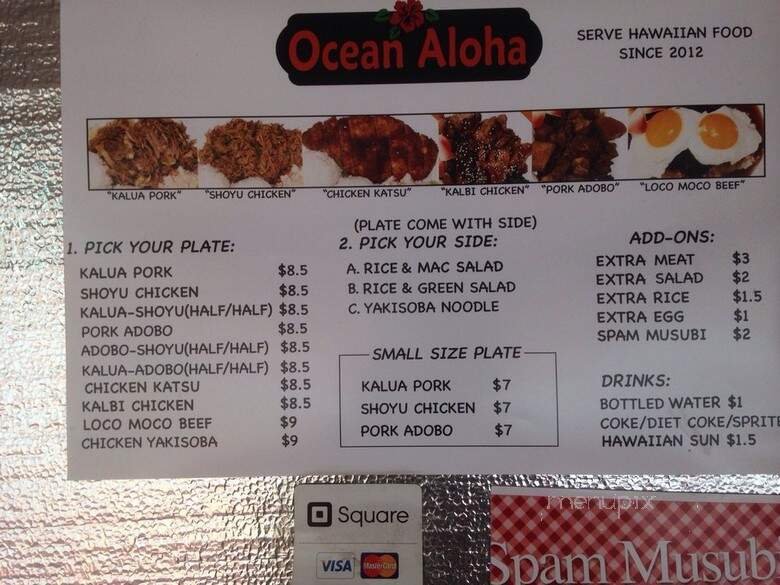 Ocean Aloha
SERVE HAWAIIAN FOOD
SINCE 2012
"KALUA PORK" "SHOYU CHICKEN" "CHICKEN KATSU" "KALBI CHICKEN" "PORK ADOBO" "LOCO MOCO BEEF"
1. PICK YOUR PLATE:
KALUA PORK $8.5
SHOYU CHICKEN $8.5
KALUA-SHOYU(HALF/HALF) $8.5
PORK ADOBO $8.5
ADOBO-SHOYU(HALF/HALF) $8.5
KALUA-ADOBO(HALF/HALF) $8.5
CHICKEN KATSU $8.5
KALBI CHICKEN $8.5
LOCO MOCO BEEF $9
CHICKEN YAKISOBA $9
(PLATE COME WITH SIDE)
2. PICK YOUR SIDE:
A. RICE & MAC SALAD
B. RICE & GREEN SALAD
C. YAKISOBA NOODLE
SMALL SIZE PLATE
KALUA PORK $7
SHOYU CHICKEN $7
PORK ADOBO $7
ADD-ONS:
EXTRA MEAT $3
EXTRA SALAD $2
EXTRA RICE $1.5
EXTRA EGG $1
SPAM MUSUBI $2
DRINKS:
BOTTLED WATER $1
COKE/DIET COKE/SPRITE
HAWAIIAN SUN $1.5
Square
VISA MasterCard
menupix
Spam Musub